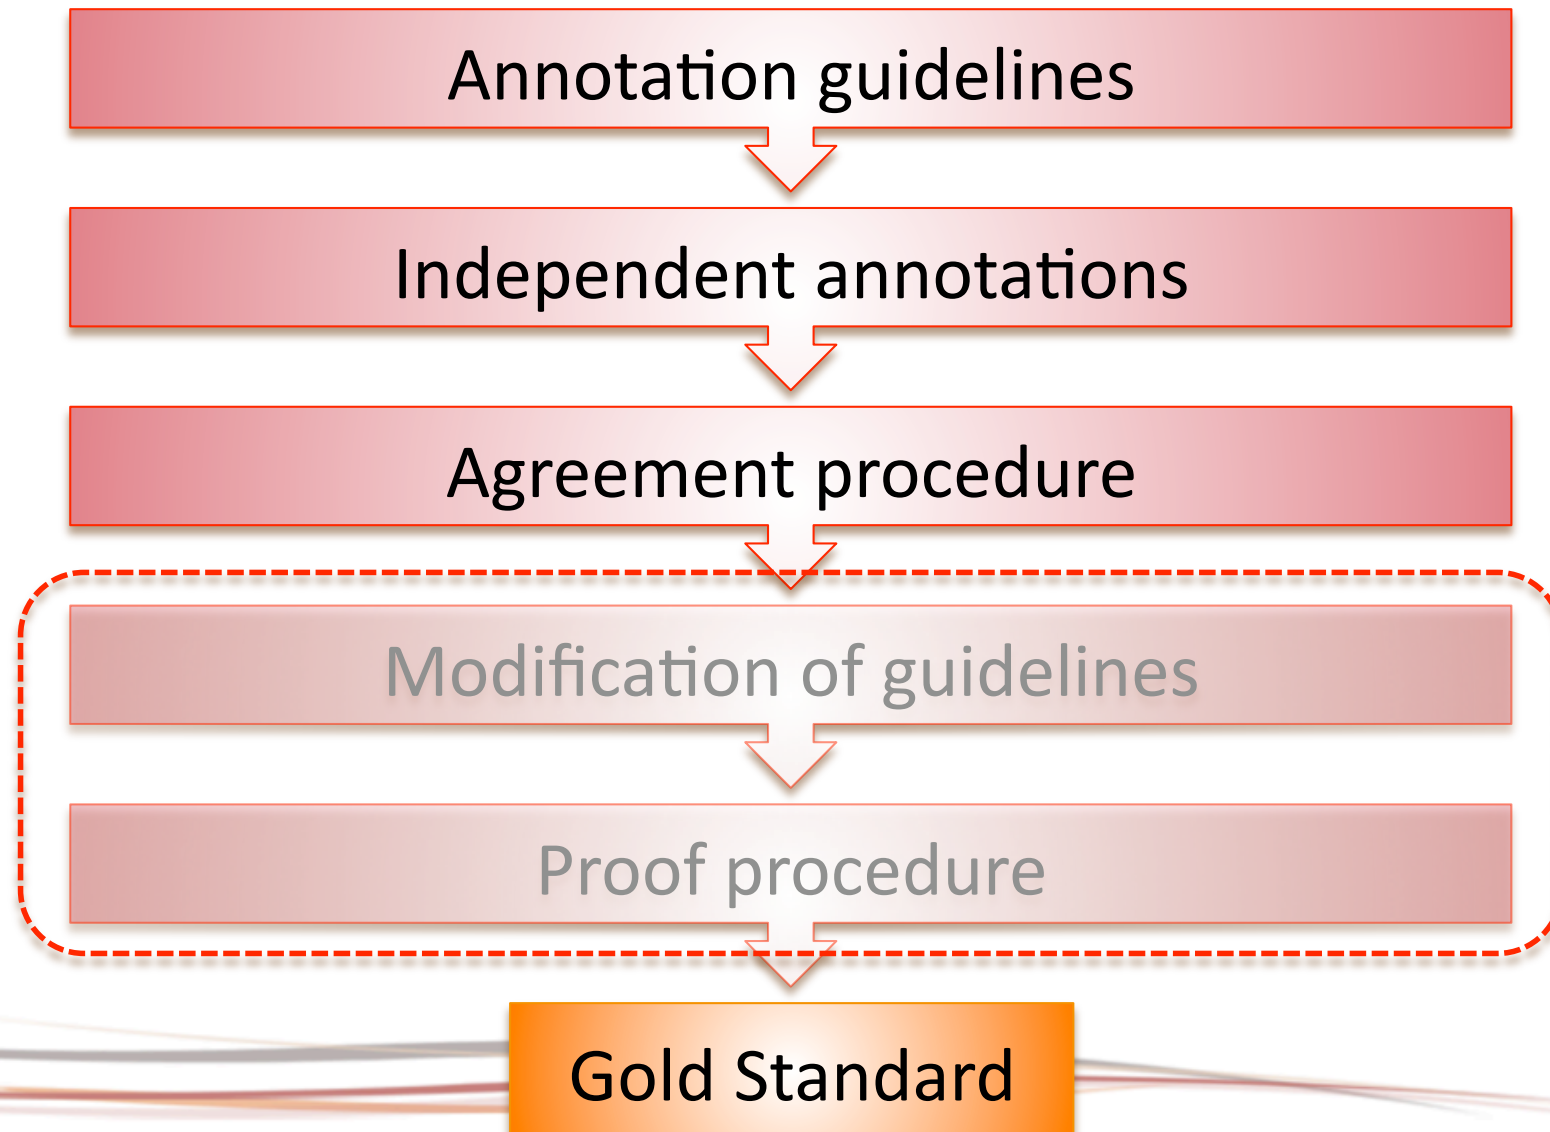 Annotation guidelines
Independent annotations
Agreement procedure
Modification of guidelines
Proof procedure
Gold Standard